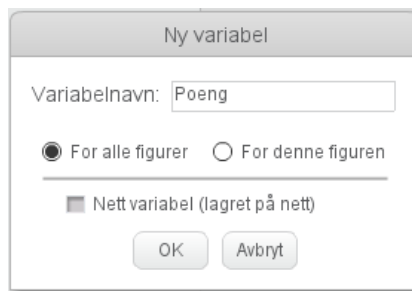 Ny variabel
Variabelnavn: Poeng
For alle figurer For denne figuren
Nett variabel (lagret på nett)
OK Avbryt